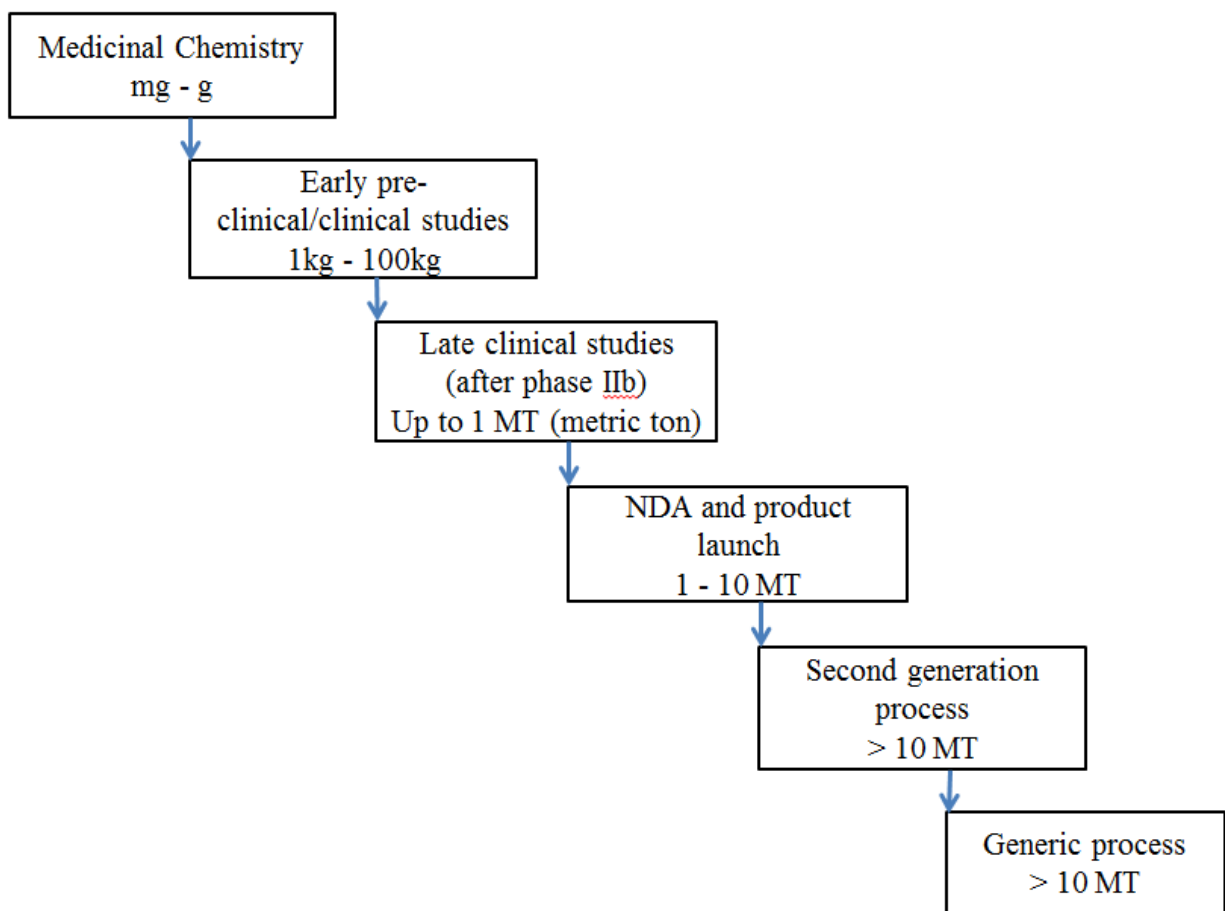 Medicinal Chemistry
mg - g
Early pre-
clinical/clinical studies
1kg - 100kg
Late clinical studies
(after phase IIb)
Up to 1 MT (metric ton)
NDA and product
launch
1 - 10 MT
Second generation
process
> 10 MT
Generic process
> 10 MT